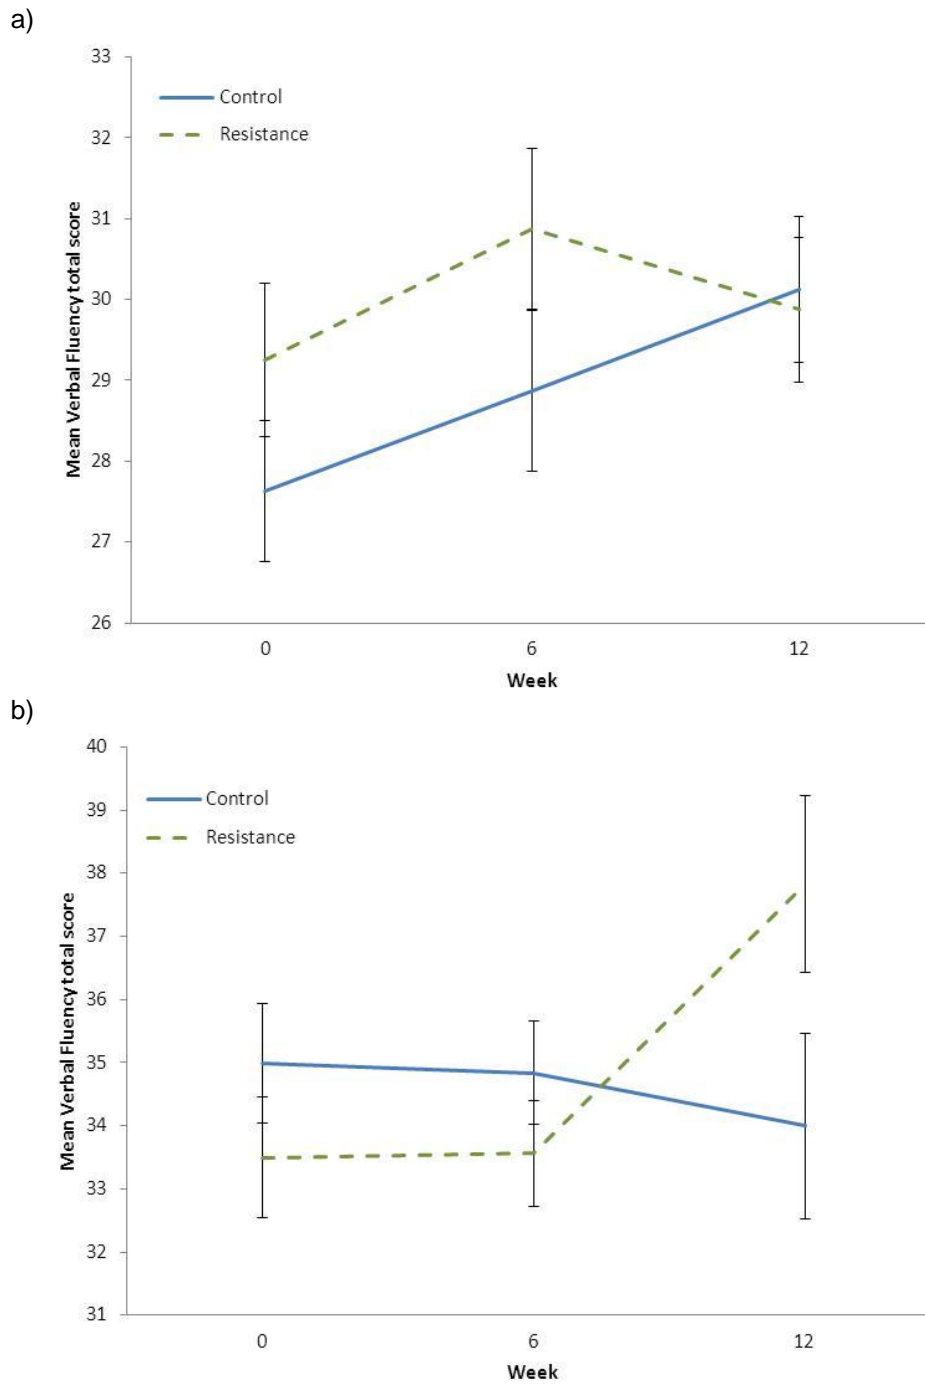 a)
33
Control
32
Resistance
31
30
29
28
27
26
Mean Verbal Fluency total score
0 6 12
Week
b)
40
39
Control
Resistance
38
37
36
35
34
33
32
31
Mean Verbal Fluency total score
0 6 12
Week